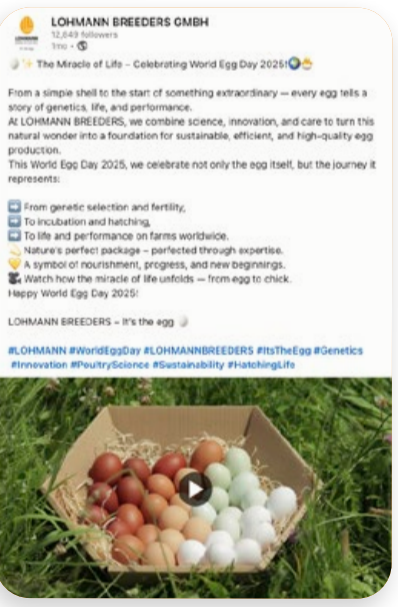 LOHMANN BREEDERS GMBH
12,649 followers
1mo •
🥚✨ The Miracle of Life – Celebrating World Egg Day 2025!🌍🐣
From a simple shell to the start of something extraordinary — every egg tells a
story of genetics, life, and performance.
At LOHMANN BREEDERS, we combine science, innovation, and care to turn this
natural wonder into a foundation for sustainable, efficient, and high-quality egg
production.
This World Egg Day 2025, we celebrate not only the egg itself, but the journey it
represents:
➡️ From genetic selection and fertility,
➡️ To incubation and hatching,
➡️ To life and performance on farms worldwide.
💫 Nature's perfect package – perfected through expertise.
💛 A symbol of nourishment, progress, and new beginnings.
🎥 Watch how the miracle of life unfolds — from egg to chick.
Happy World Egg Day 2025!
LOHMANN BREEDERS – It's the egg 🥚
#LOHMANN #WorldEggDay #LOHMANNBREEDERS #ItsTheEgg #Genetics
#Innovation #PoultryScience #Sustainability #HatchingLife